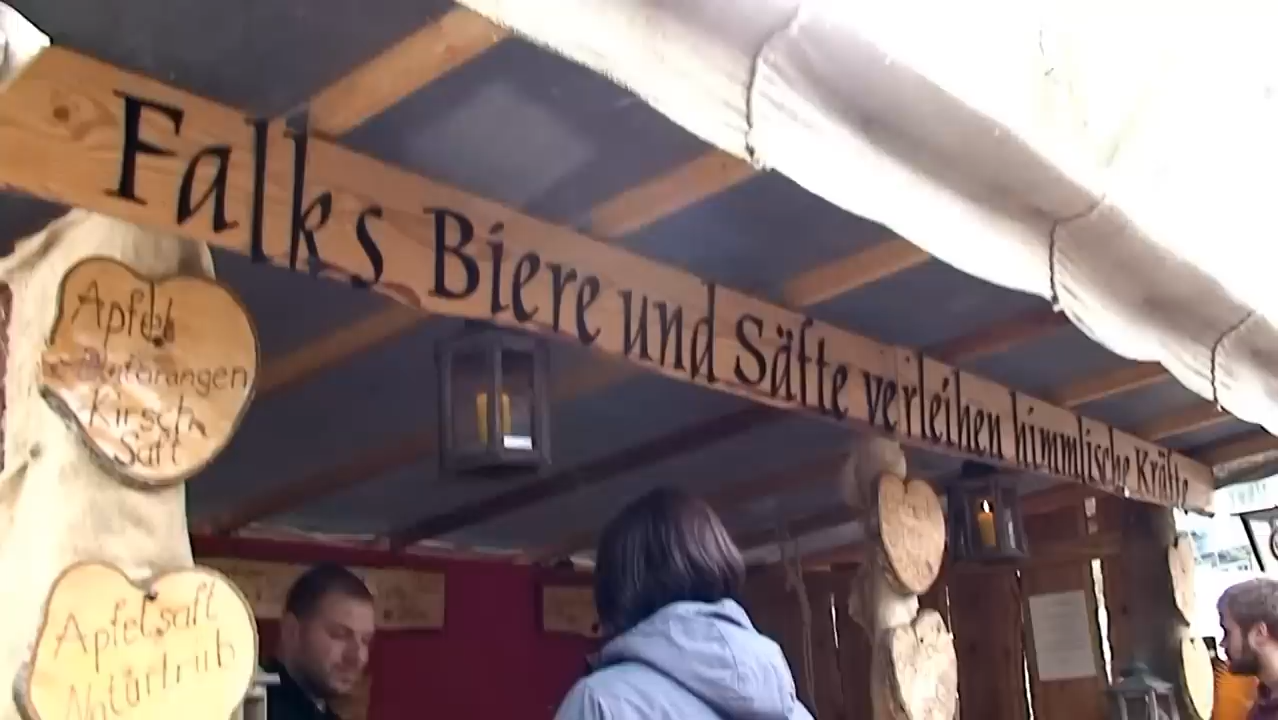 Falks Biere und Säfte verleihen himmlische Kräfte
Apfel
Blutorangen
Kirsch
Saft
Apfelsaft
Naturtrüb